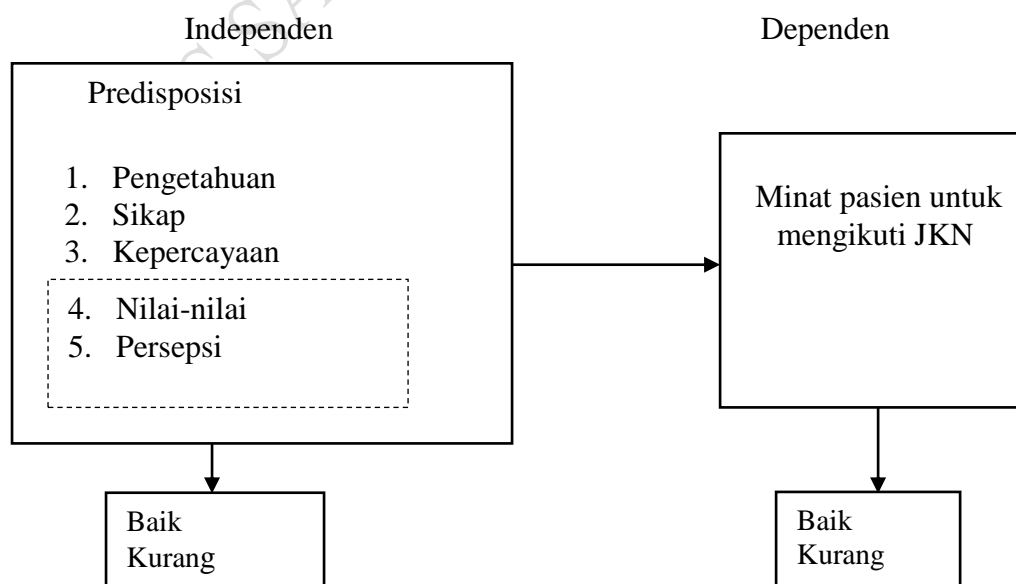 Independen
Dependen
Predisposisi
1. Pengetahuan
2. Sikap
3. Kepercayaan
4. Nilai-nilai
5. Persepsi
Minat pasien untuk
mengikuti JKN
Baik
Kurang
Baik
Kurang